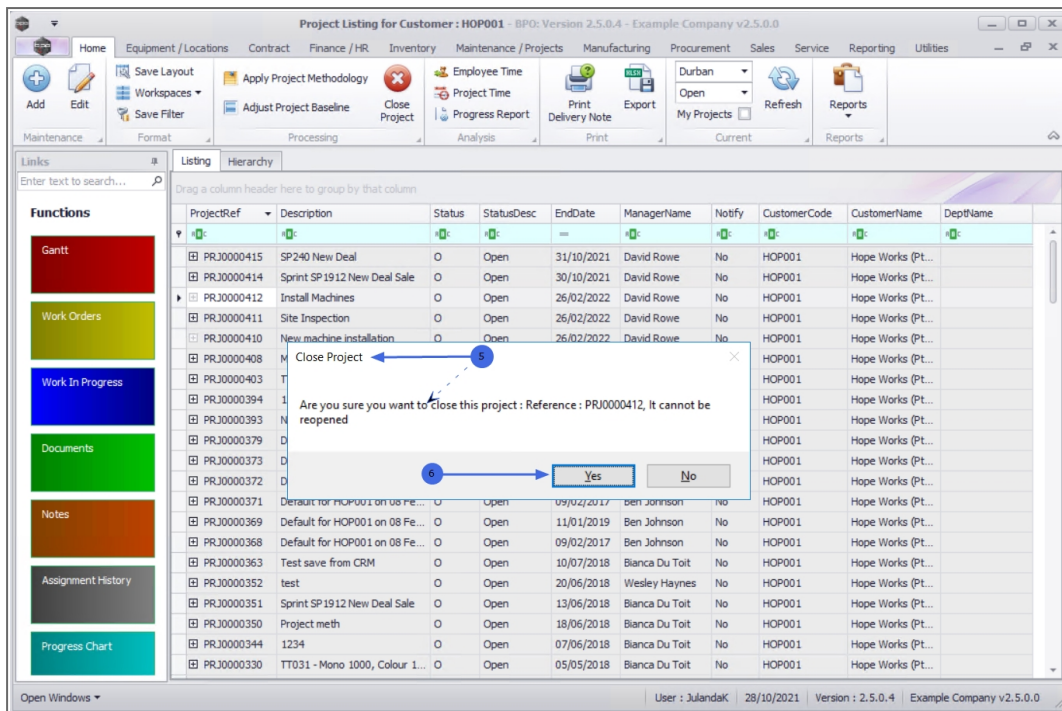 Project Listing for Customer : HOP001 - BPO: Version 2.5.0.4 - Example Company v2.5.0.0
Home Equipment / Locations Contract Finance / HR Inventory Maintenance / Projects Manufacturing Procurement Sales Service Reporting Utilities
Add Edit Save Layout Workspaces Save Filter
Maintenance Format
Apply Project Methodology Adjust Project Baseline Close Project
Processing
Employee Time Project Time Progress Report
Analysis
Print Delivery Note Export
Print
Durban Open My Projects Refresh
Current
Reports
Reports
Links
Enter text to search...
Functions
Gantt
Work Orders
Work In Progress
Documents
Notes
Assignment History
Progress Chart
Listing Hierarchy
Drag a column header here to group by that column
ProjectRef Description Status StatusDesc EndDate ManagerName Notify CustomerCode CustomerName DeptName
PRJ0000415 SP240 New Deal O Open 31/10/2021 David Rowe No HOP001 Hope Works (Pt...
PRJ0000414 Sprint SP1912 New Deal Sale O Open 30/10/2021 David Rowe No HOP001 Hope Works (Pt...
PRJ0000412 Install Machines O Open 26/02/2022 David Rowe No HOP001 Hope Works (Pt...
PRJ0000411 Site Inspection O Open 26/02/2022 David Rowe No HOP001 Hope Works (Pt...
PRJ0000410 New machine installation O Open 26/02/2022 David Rowe No HOP001 Hope Works (Pt...
PRJ0000408 M HOP001 Hope Works (Pt...
PRJ0000403 HOP001 Hope Works (Pt...
PRJ0000394 1 HOP001 Hope Works (Pt...
PRJ0000393 N HOP001 Hope Works (Pt...
PRJ0000379 D HOP001 Hope Works (Pt...
PRJ0000373 D HOP001 Hope Works (Pt...
PRJ0000372 D HOP001 Hope Works (Pt...
PRJ0000371 Default for HOP001 on 08 Fe... O Open 09/02/2017 Ben Johnson No HOP001 Hope Works (Pt...
PRJ0000369 Default for HOP001 on 08 Fe... O Open 11/01/2019 Ben Johnson No HOP001 Hope Works (Pt...
PRJ0000368 Default for HOP001 on 08 Fe... O Open 09/02/2017 Ben Johnson No HOP001 Hope Works (Pt...
PRJ0000363 Test save from CRM O Open 10/07/2018 Bianca Du Toit No HOP001 Hope Works (Pt...
PRJ0000352 test O Open 20/06/2018 Wesley Haynes No HOP001 Hope Works (Pt...
PRJ0000351 Sprint SP1912 New Deal Sale O Open 13/06/2018 Bianca Du Toit No HOP001 Hope Works (Pt...
PRJ0000350 Project meth O Open 18/06/2018 Bianca Du Toit No HOP001 Hope Works (Pt...
PRJ0000344 1234 O Open 07/06/2018 Bianca Du Toit No HOP001 Hope Works (Pt...
PRJ0000330 TT031 - Mono 1000, Colour 1... O Open 05/05/2018 Bianca Du Toit No HOP001 Hope Works (Pt...
Close Project 5
Are you sure you want to close this project : Reference : PRJ0000412, It cannot be
reopened
6 Yes No
Open Windows User : JulandaK 28/10/2021 Version : 2.5.0.4 Example Company v2.5.0.0